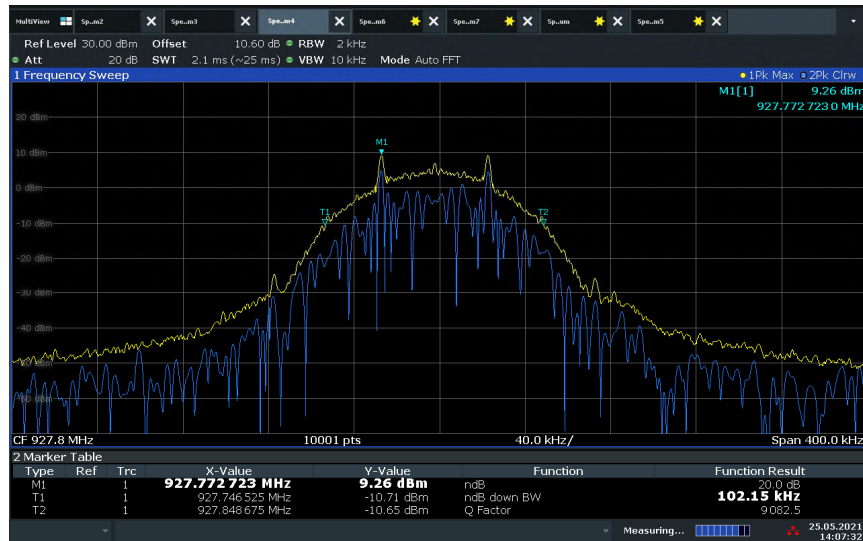 MultiView Sp..m2 X Spe..m3 X Spe..m4 X Spe..m6 X Spe..m7 X Sp..um X Spe..m5 X
Ref Level 30.00 dBm Offset 10.60 dB RBW 2 kHz
Att 20 dB SWT 2.1 ms (~25 ms) VBW 10 kHz Mode Auto FFT
1 Frequency Sweep 1Pk Max 2Pk Clrw
M1[1] 9.26 dBm
927.772 723 0 MHz
20 dBm
M1
10 dBm
0 dBm
T1 T2
-10 dBm
-20 dBm
-30 dBm
-40 dBm
CF 927.8 MHz 10001 pts 40.0 kHz/ Span 400.0 kHz
2 Marker Table
Type Ref Trc X-Value Y-Value Function Function Result
M1 1 927.772 723 MHz 9.26 dBm ndB 20.0 dB
T1 1 927.746 525 MHz -10.71 dBm ndB down BW 102.15 kHz
T2 1 927.848 675 MHz -10.65 dBm Q Factor 9 082.5
Measuring... 25.05.2021
14:07:32